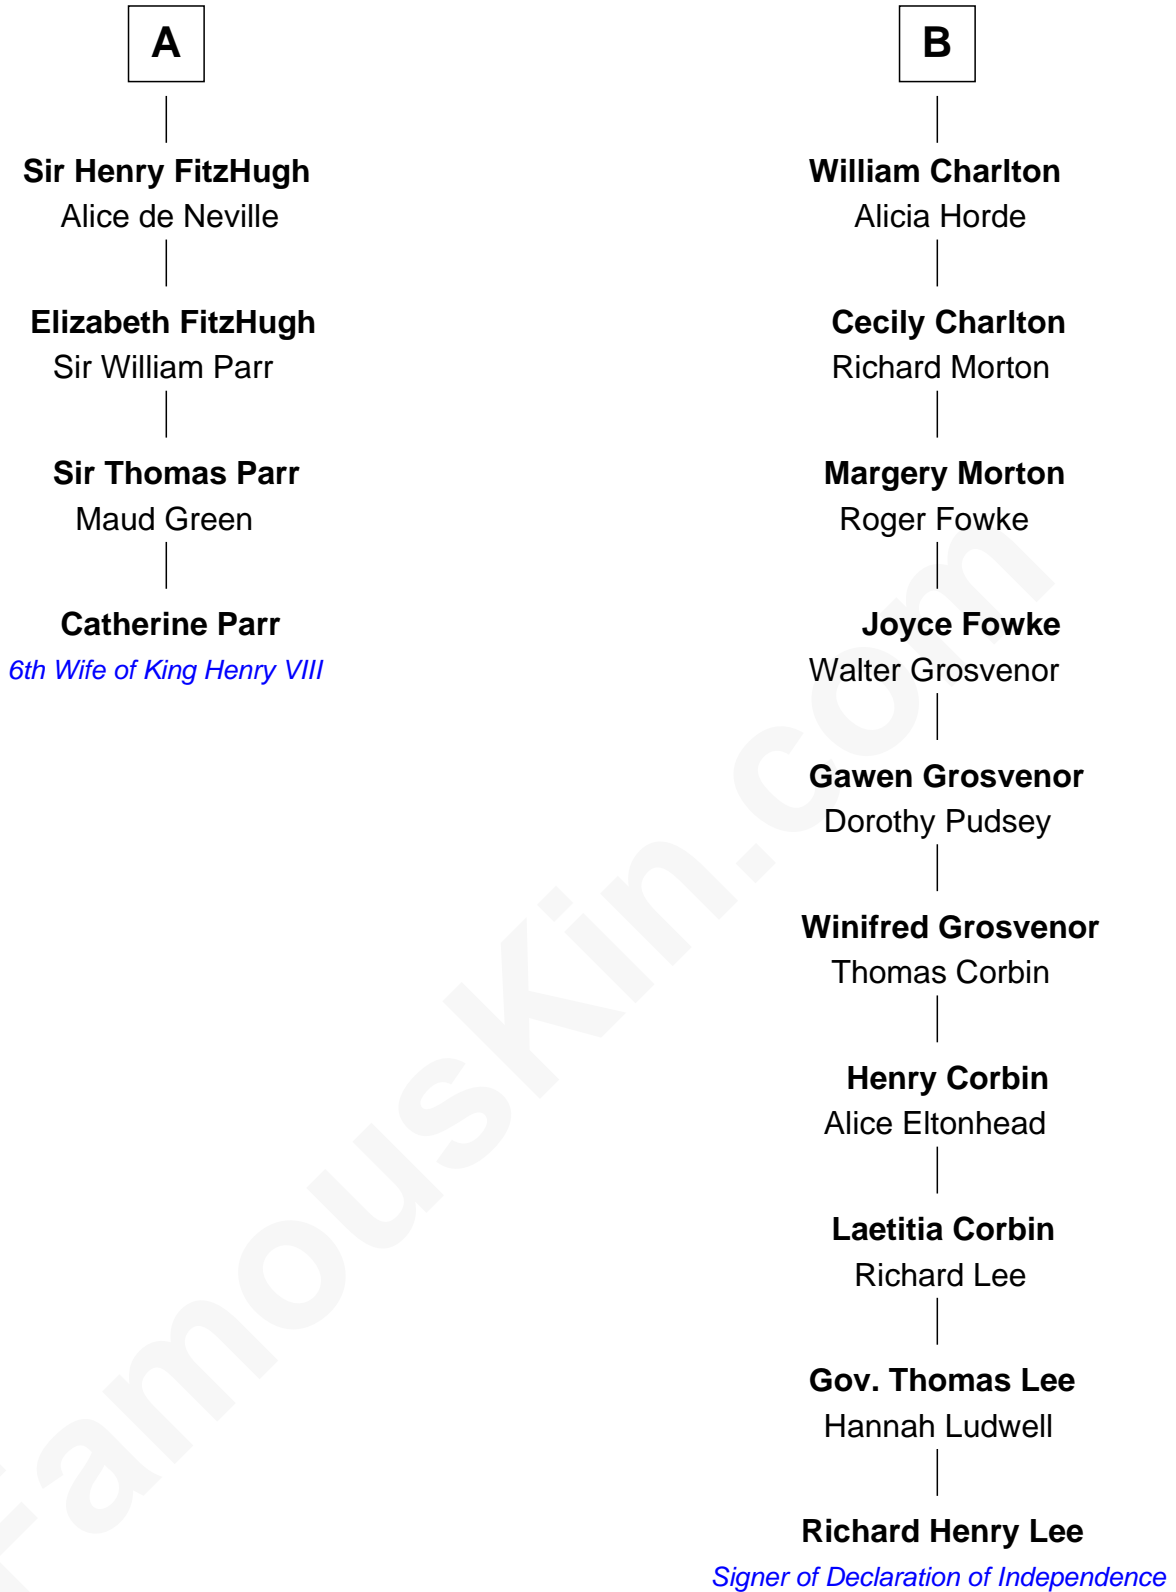 A
Sir Henry FitzHugh
Alice de Neville
Elizabeth FitzHugh
Sir William Parr
Sir Thomas Parr
Maud Green
Catherine Parr
6th Wife of King Henry VIII
B
William Charlton
Alicia Horde
Cecily Charlton
Richard Morton
Margery Morton
Roger Fowke
Joyce Fowke
Walter Grosvenor
Gawen Grosvenor
Dorothy Pudsey
Winifred Grosvenor
Thomas Corbin
Henry Corbin
Alice Eltonhead
Laetitia Corbin
Richard Lee
Gov. Thomas Lee
Hannah Ludwell
Richard Henry Lee
Signer of Declaration of Independence
FamousKin.com